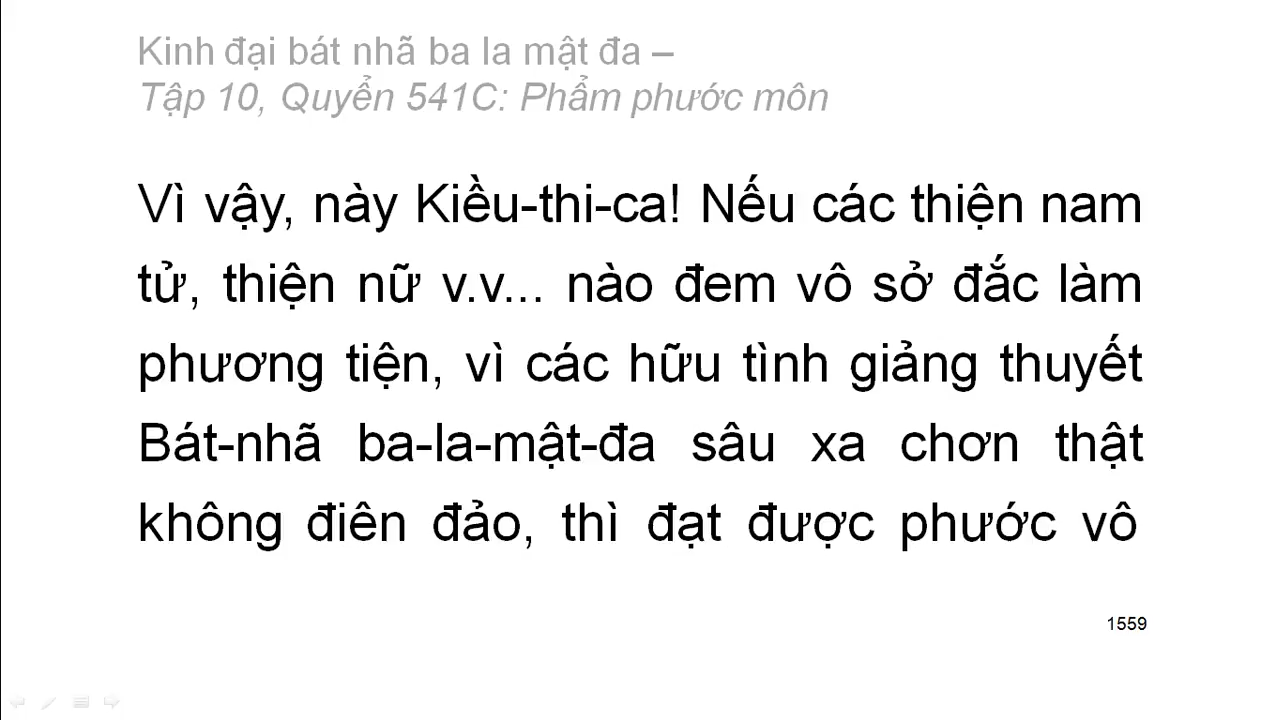 Kinh đại bát nhã ba la mật đa –
Tập 10, Quyển 541C: Phẩm phước môn
Vì vậy, này Kiều-thi-ca! Nếu các thiện nam
tử, thiện nữ v.v... nào đem vô sở đắc làm
phương tiện, vì các hữu tình giảng thuyết
Bát-nhã ba-la-mật-đa sâu xa chơn thật
không điên đảo, thì đạt được phước vô
1559